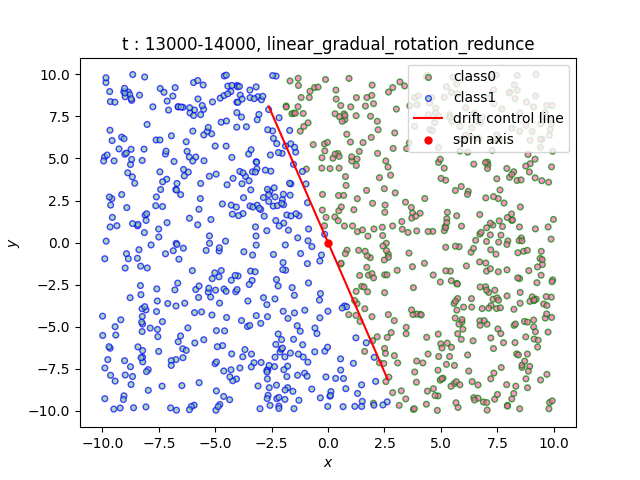 t : 13000-14000, linear_gradual_rotation_redunce
class0
class1
drift control line
spin axis
10.0
7.5
5.0
2.5
0.0
−2.5
−5.0
−7.5
−10.0
y
−10.0 −7.5 −5.0 −2.5 0.0 2.5 5.0 7.5 10.0
x